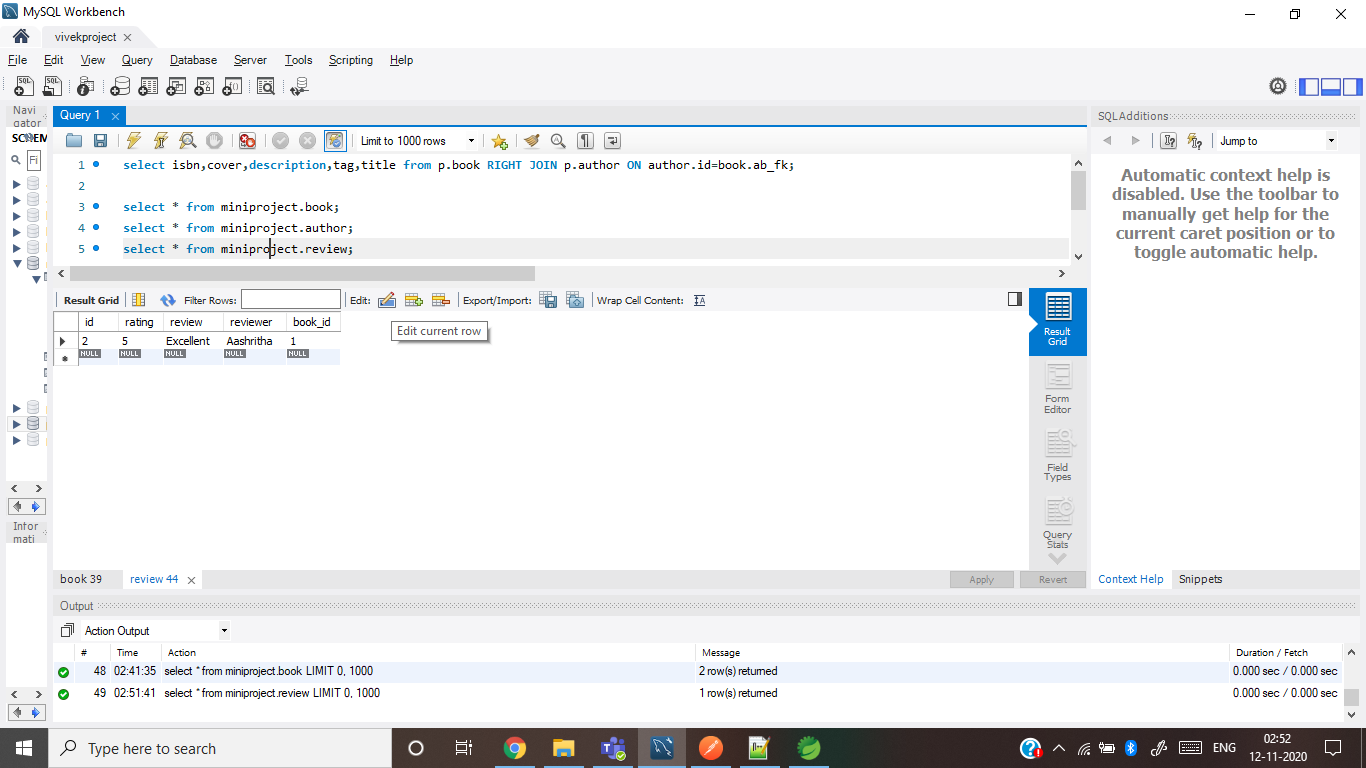 MySQL Workbench
vivekproject
File Edit View Query Database Server Tools Scripting Help
Navi
gator
SCHEM
Fi
Query 1
Limit to 1000 rows
1 select isbn,cover,description,tag,title from p.book RIGHT JOIN p.author ON author.id=book.ab_fk;
2
3 select * from miniproject.book;
4 select * from miniproject.author;
5 select * from miniproject.review;
Result Grid Filter Rows: Edit: Export/Import: Wrap Cell Content:
id rating review reviewer book_id
2 5 Excellent Aashritha 1
NULL NULL NULL NULL NULL
Edit current row
Result
Grid
Form
Editor
Field
Types
Query
Stats
book 39 review 44
Apply Revert
SQLAdditions
Jump to
Automatic context help is
disabled. Use the toolbar to
manually get help for the
current caret position or to
toggle automatic help.
Context Help Snippets
Infor
mati
Output
Action Output
# Time Action Message Duration / Fetch
48 02:41:35 select * from miniproject.book LIMIT 0, 1000 2 row(s) returned 0.000 sec / 0.000 sec
49 02:51:41 select * from miniproject.review LIMIT 0, 1000 1 row(s) returned 0.000 sec / 0.000 sec
Type here to search
ENG
02:52
12-11-2020